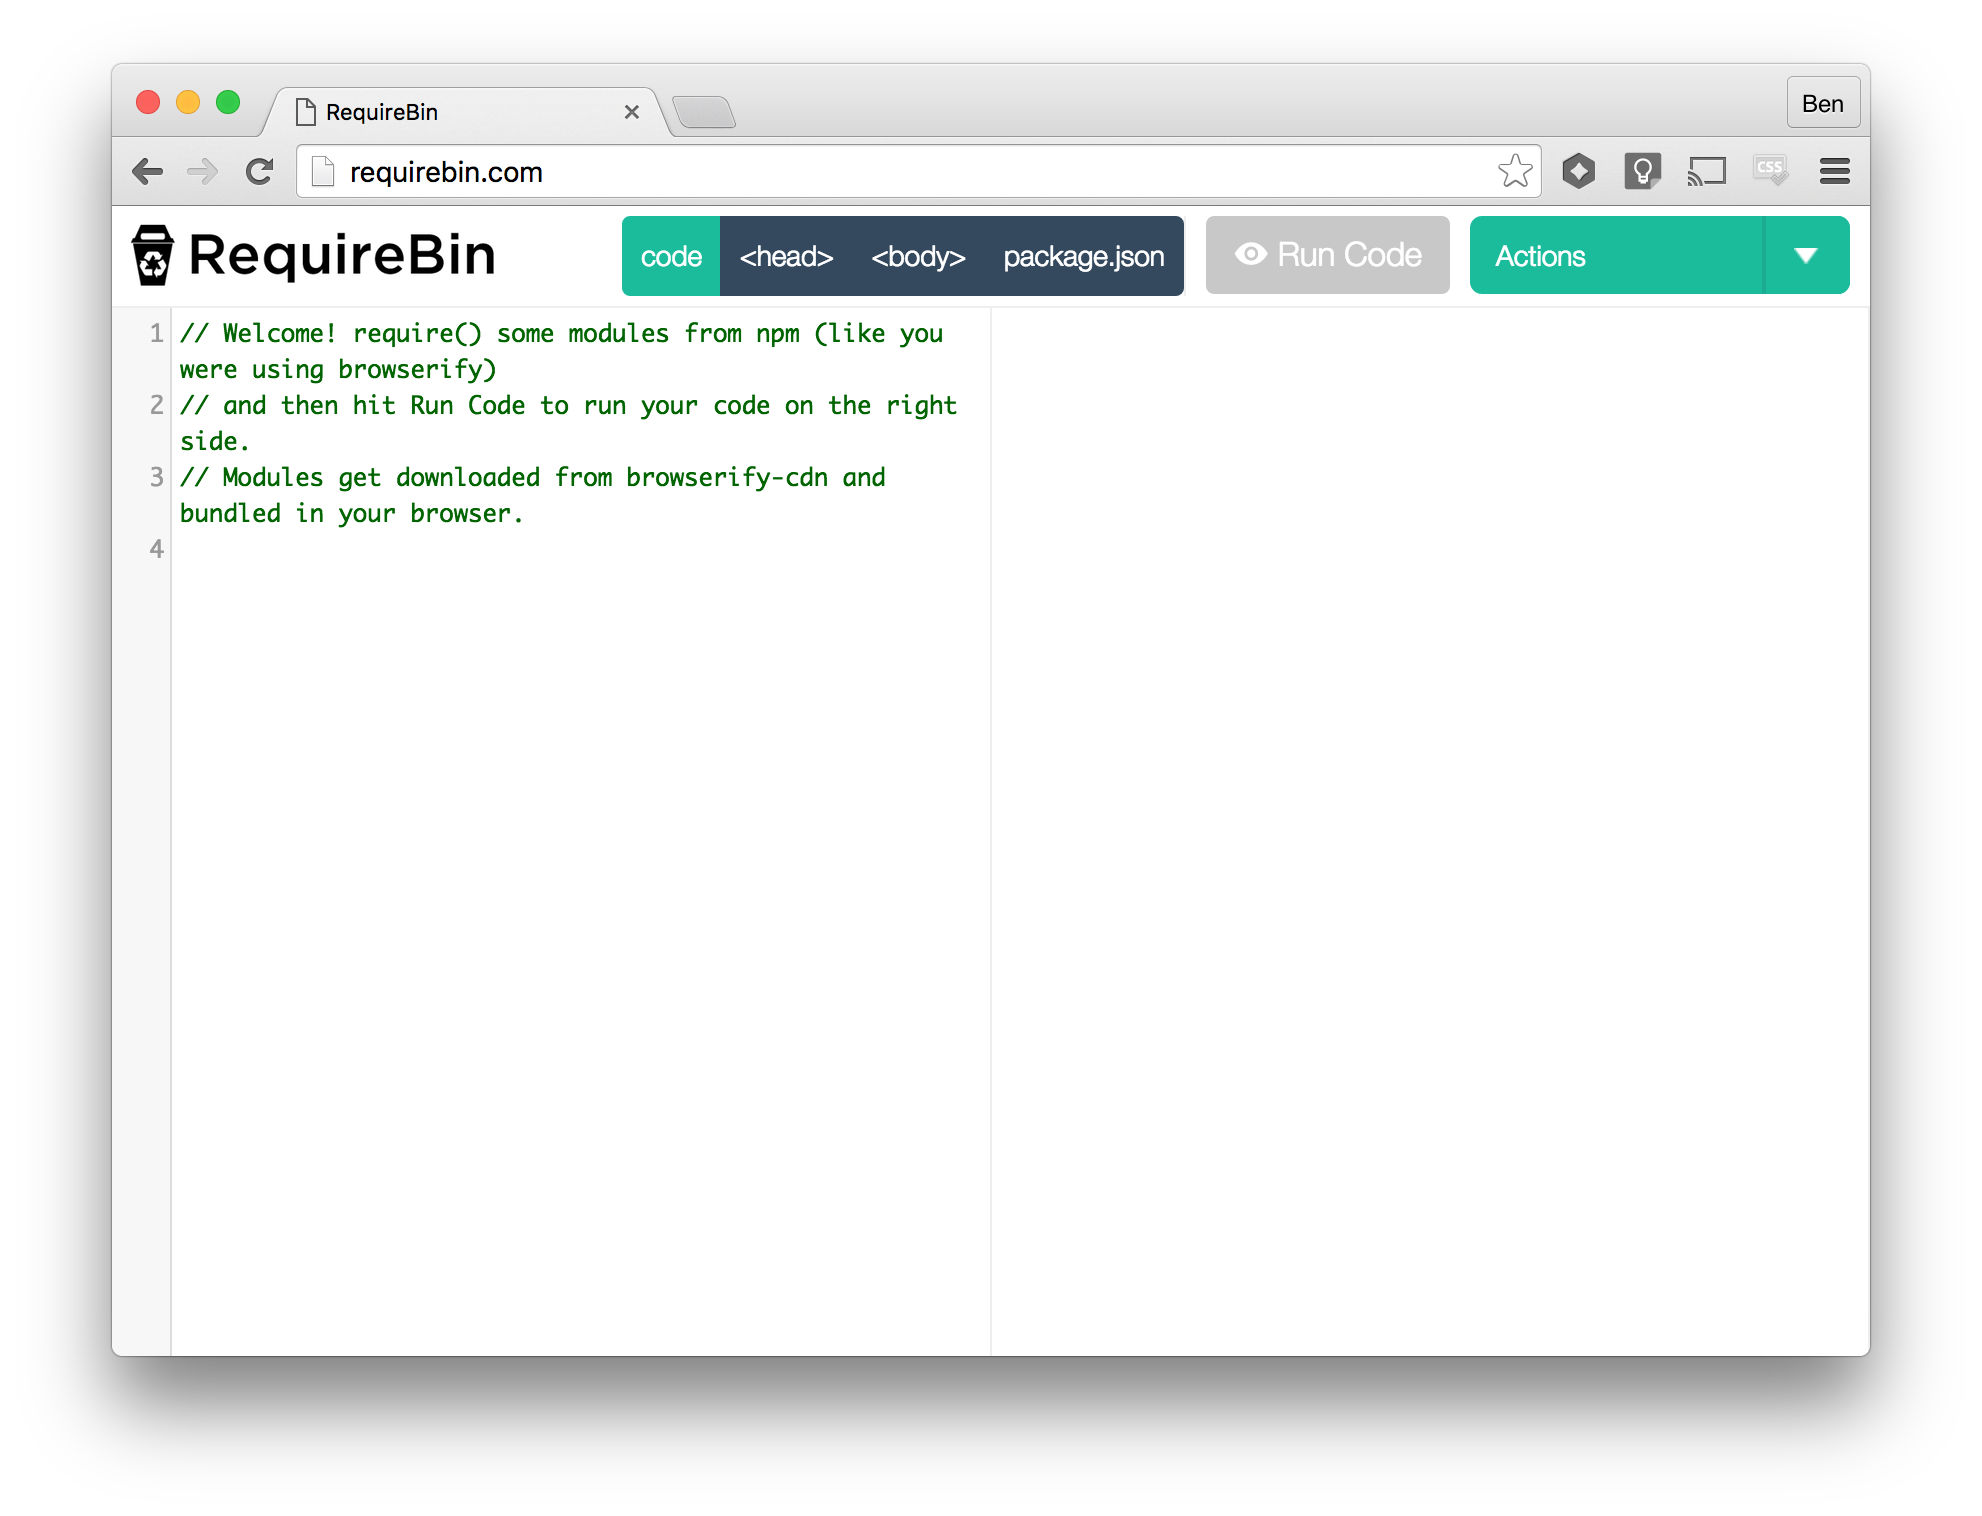 RequireBin
Ben
requirebin.com
CSS
RequireBin
code <head> <body> package.json
Run Code
Actions
1 // Welcome! require() some modules from npm (like you
were using browserify)
2 // and then hit Run Code to run your code on the right
side.
3 // Modules get downloaded from browserify-cdn and
bundled in your browser.
4